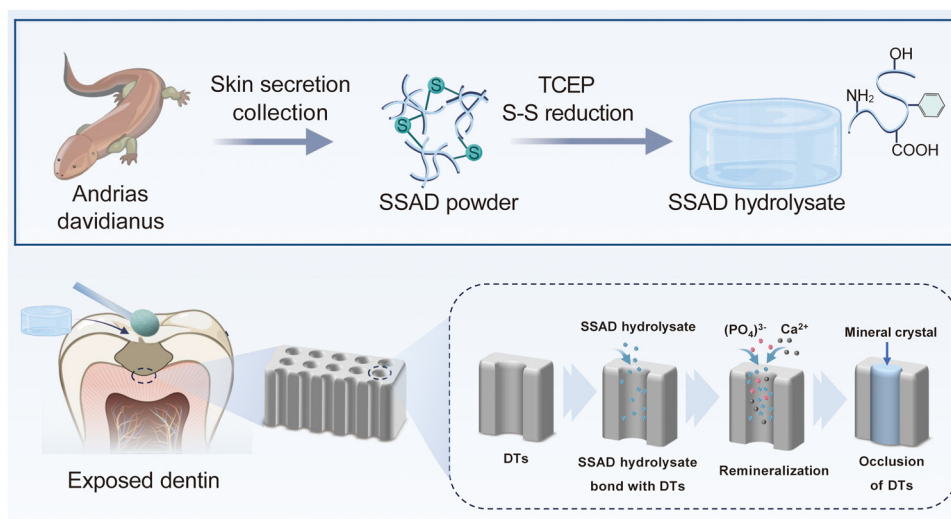 Skin secretion
collection
Andrias
davidianus
S
S
S
SSAD powder
TCEP
S-S reduction
SSAD hydrolysate
OH
NH₂
COOH
Exposed dentin
DTs
SSAD hydrolysate
SSAD hydrolysate
bond with DTs
(PO₄)³⁻ Ca²⁺
Remineralization
Mineral crystal
Occlusion
of DTs